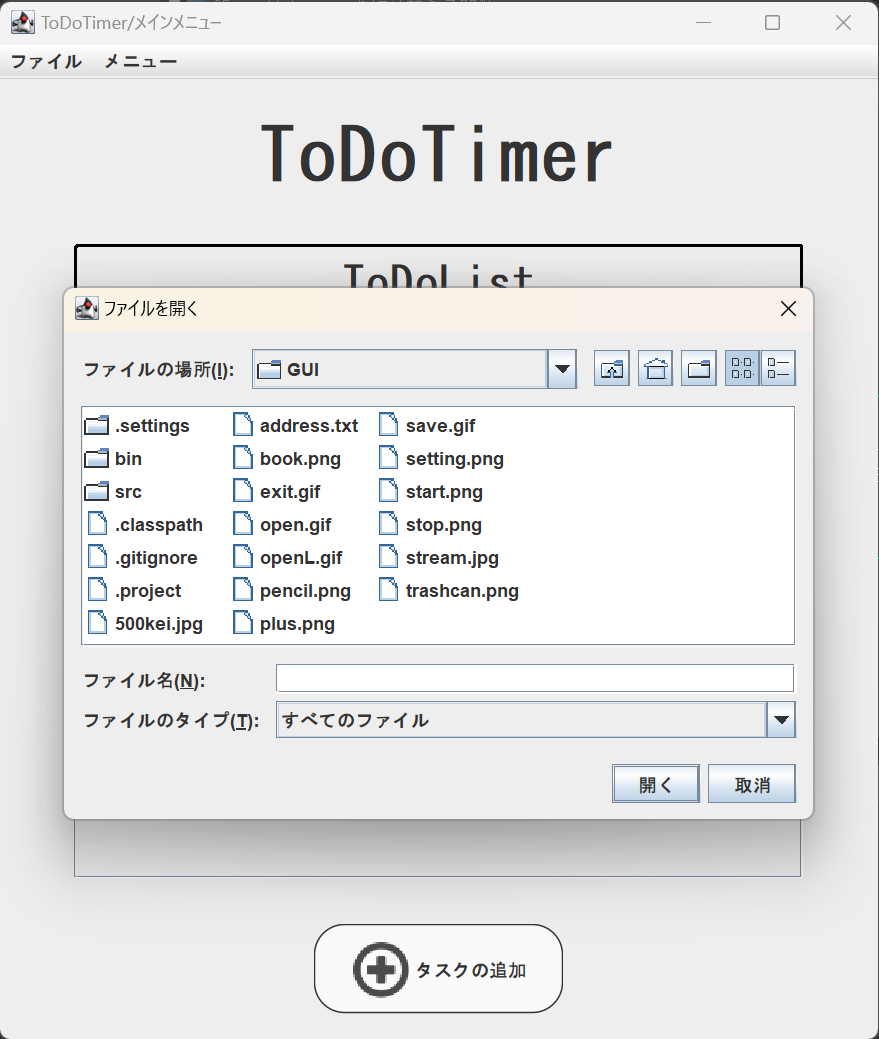 ToDoTimer/メインメニュー
ファイル メニュー
ToDoTimer
ToDoList
ファイルを開く
ファイルの場所(I): GUI
.settings address.txt save.gif
bin book.png setting.png
src exit.gif start.png
.classpath open.gif stop.png
.gitignore openL.gif stream.jpg
.project pencil.png trashcan.png
500kei.jpg plus.png
ファイル名(N):
ファイルのタイプ(T): すべてのファイル
開く 取消
タスクの追加